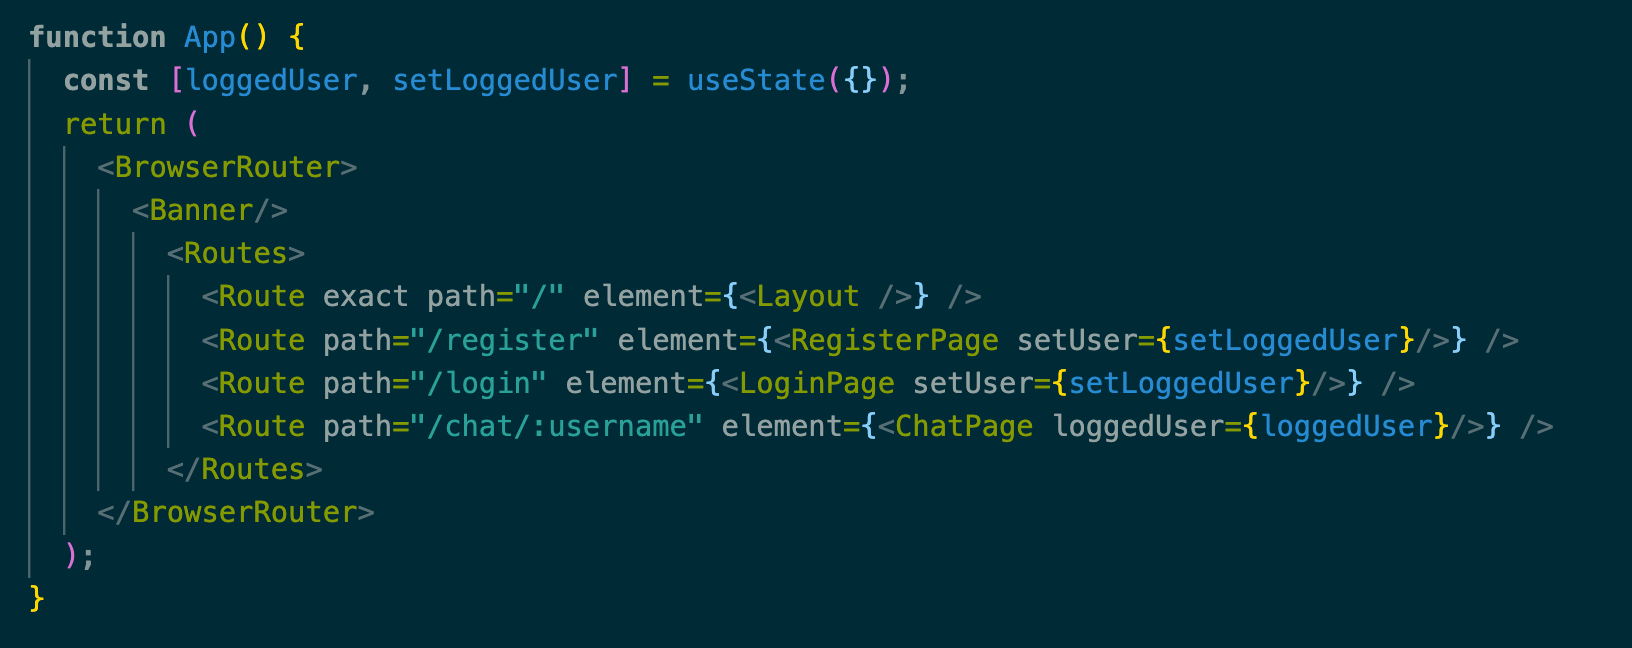 function App() {
const [loggedUser, setLoggedUser] = useState({});
return (
<BrowserRouter>
<Banner/>
<Routes>
<Route exact path="/" element={<Layout />} />
<Route path="/register" element={<RegisterPage setUser={setLoggedUser}/>} />
<Route path="/login" element={<LoginPage setUser={setLoggedUser}/>} />
<Route path="/chat/:username" element={<ChatPage loggedUser={loggedUser}/>} />
</Routes>
</BrowserRouter>
);
}